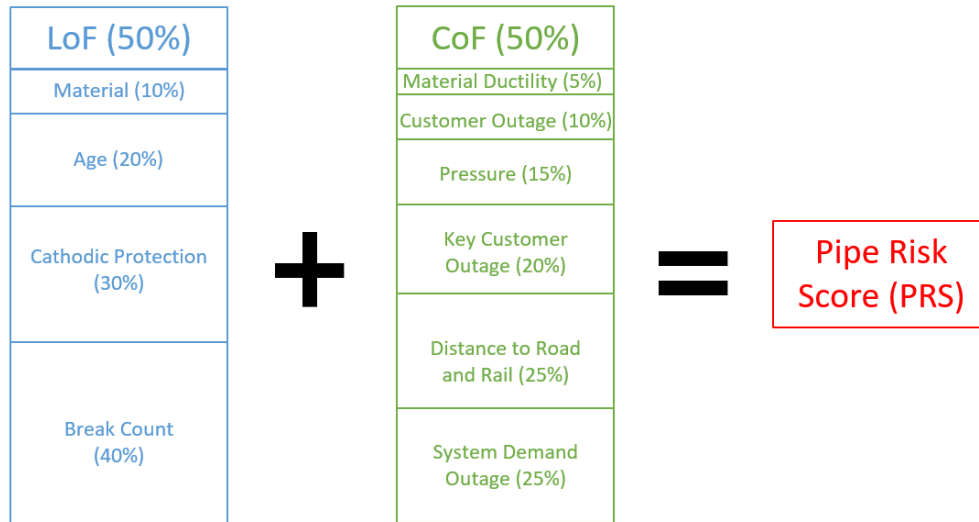 LoF (50%)
Material (10%)
Age (20%)
Cathodic Protection
(30%)
Break Count
(40%)
+
CoF (50%)
Material Ductility (5%)
Customer Outage (10%)
Pressure (15%)
Key Customer
Outage (20%)
Distance to Road
and Rail (25%)
System Demand
Outage (25%)
=
Pipe Risk
Score (PRS)